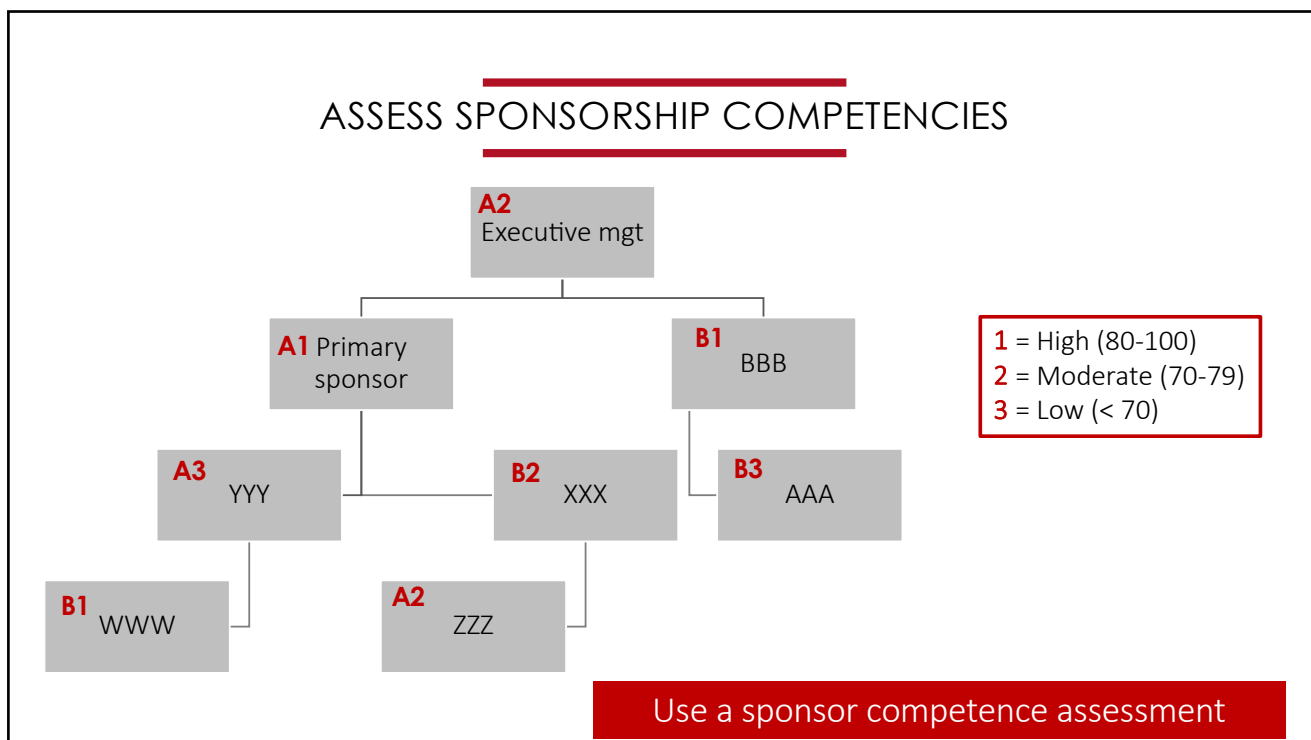 ASSESS SPONSORSHIP COMPETENCIES
A2
Executive mgt
A1 Primary
sponsor
B1
BBB
1 = High (80-100)
2 = Moderate (70-79)
3 = Low (< 70)
A3
YYY
B2
XXX
B3
AAA
B1
WWW
A2
ZZZ
Use a sponsor competence assessment